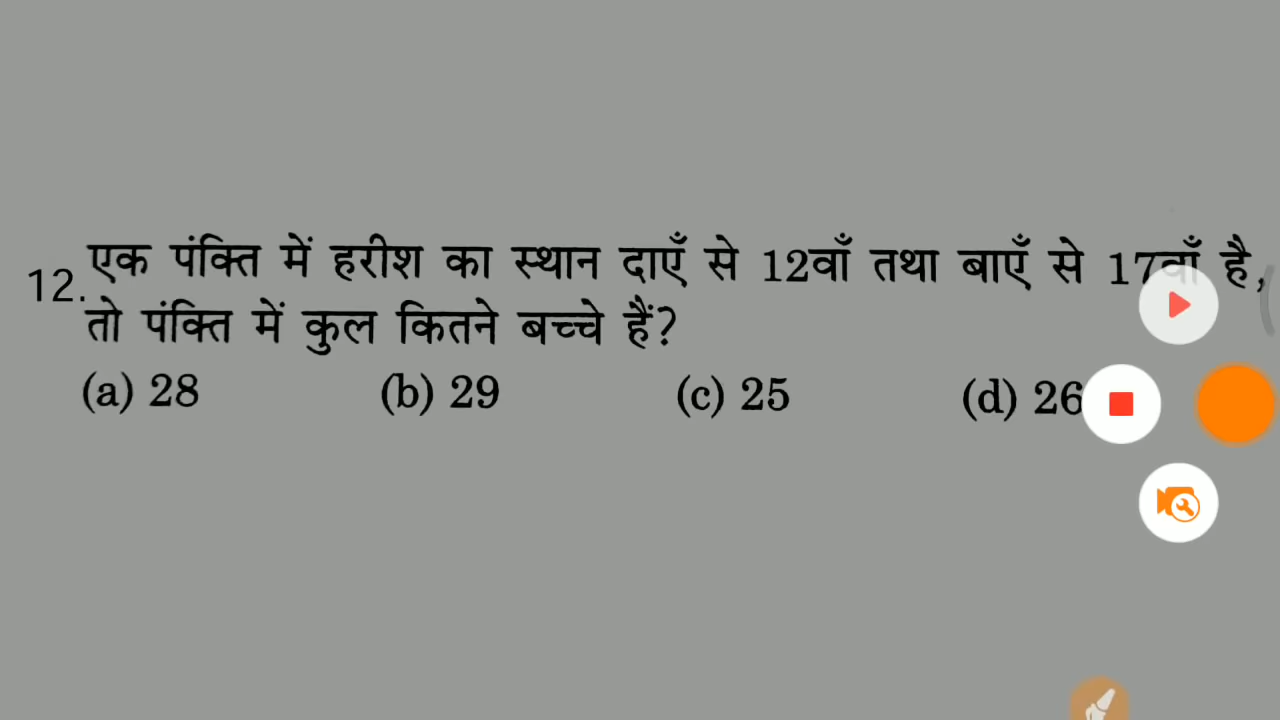 12. एक पंक्ति में हरीश का स्थान दाएँ से 12वाँ तथा बाएँ से 17वाँ है,
तो पंक्ति में कुल कितने बच्चे हैं?
(a) 28 (b) 29 (c) 25 (d) 26